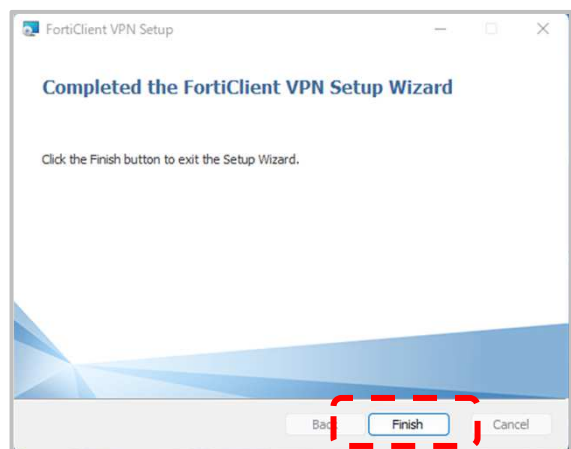 FortiClient VPN Setup
Completed the FortiClient VPN Setup Wizard
Click the Finish button to exit the Setup Wizard.
Back Finish Cancel